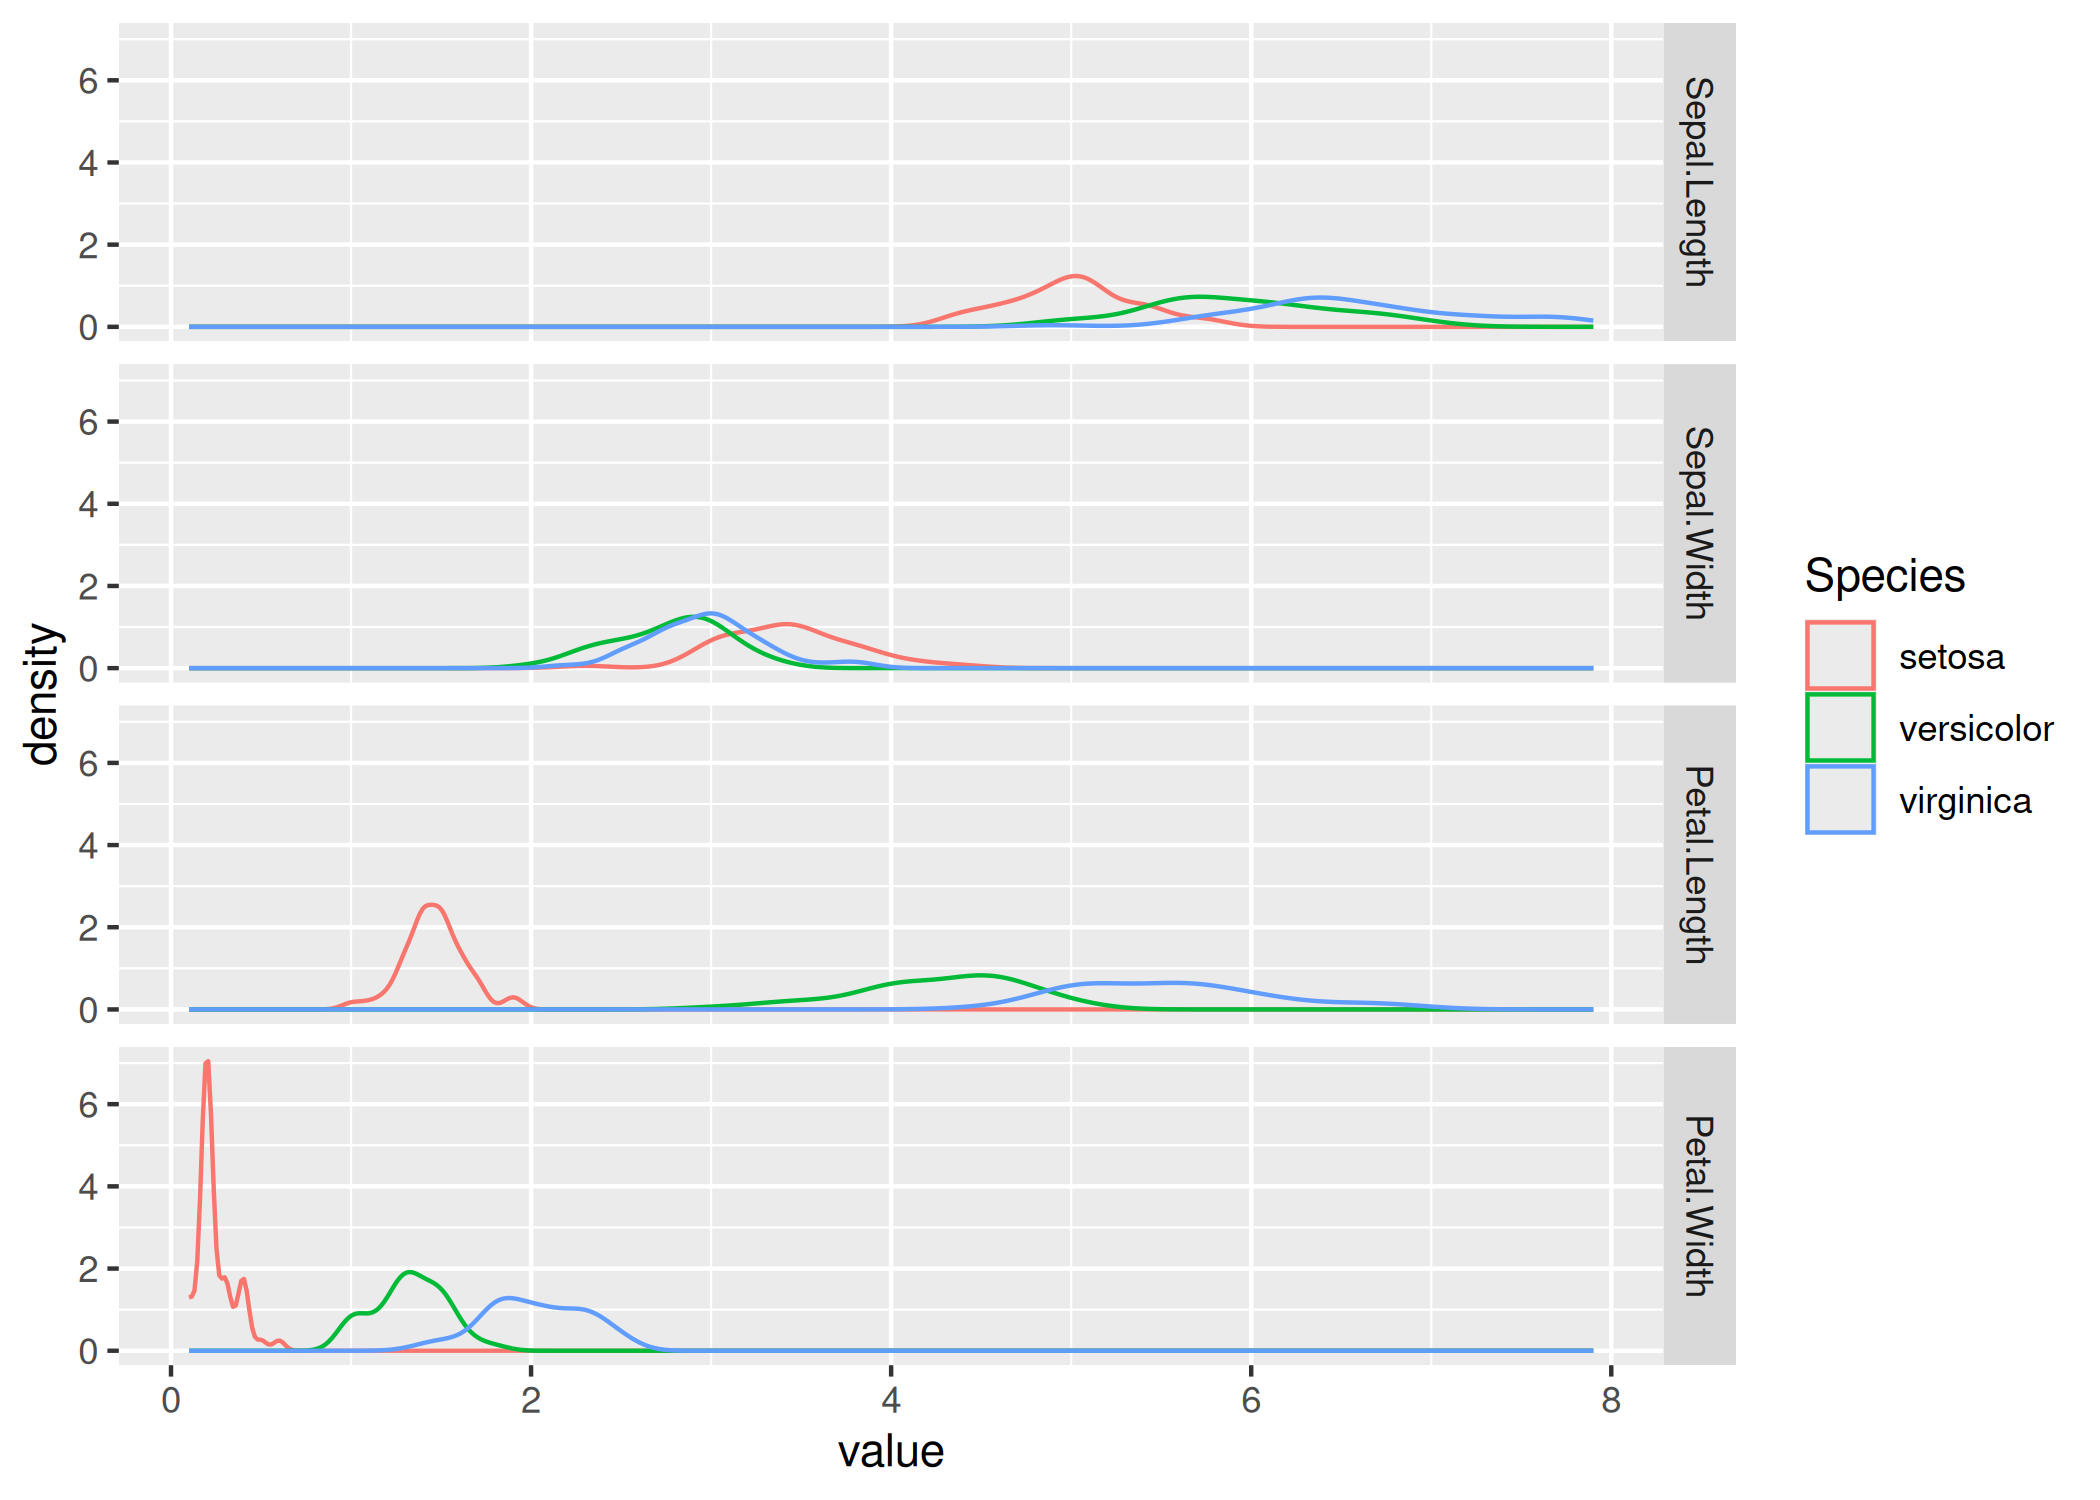 density
6
4
2
0
Sepal.Length
6
4
2
0
Sepal.Width
6
4
2
0
Petal.Length
6
4
2
0
Petal.Width
0 2 4 6 8
value
Species
setosa
versicolor
virginica